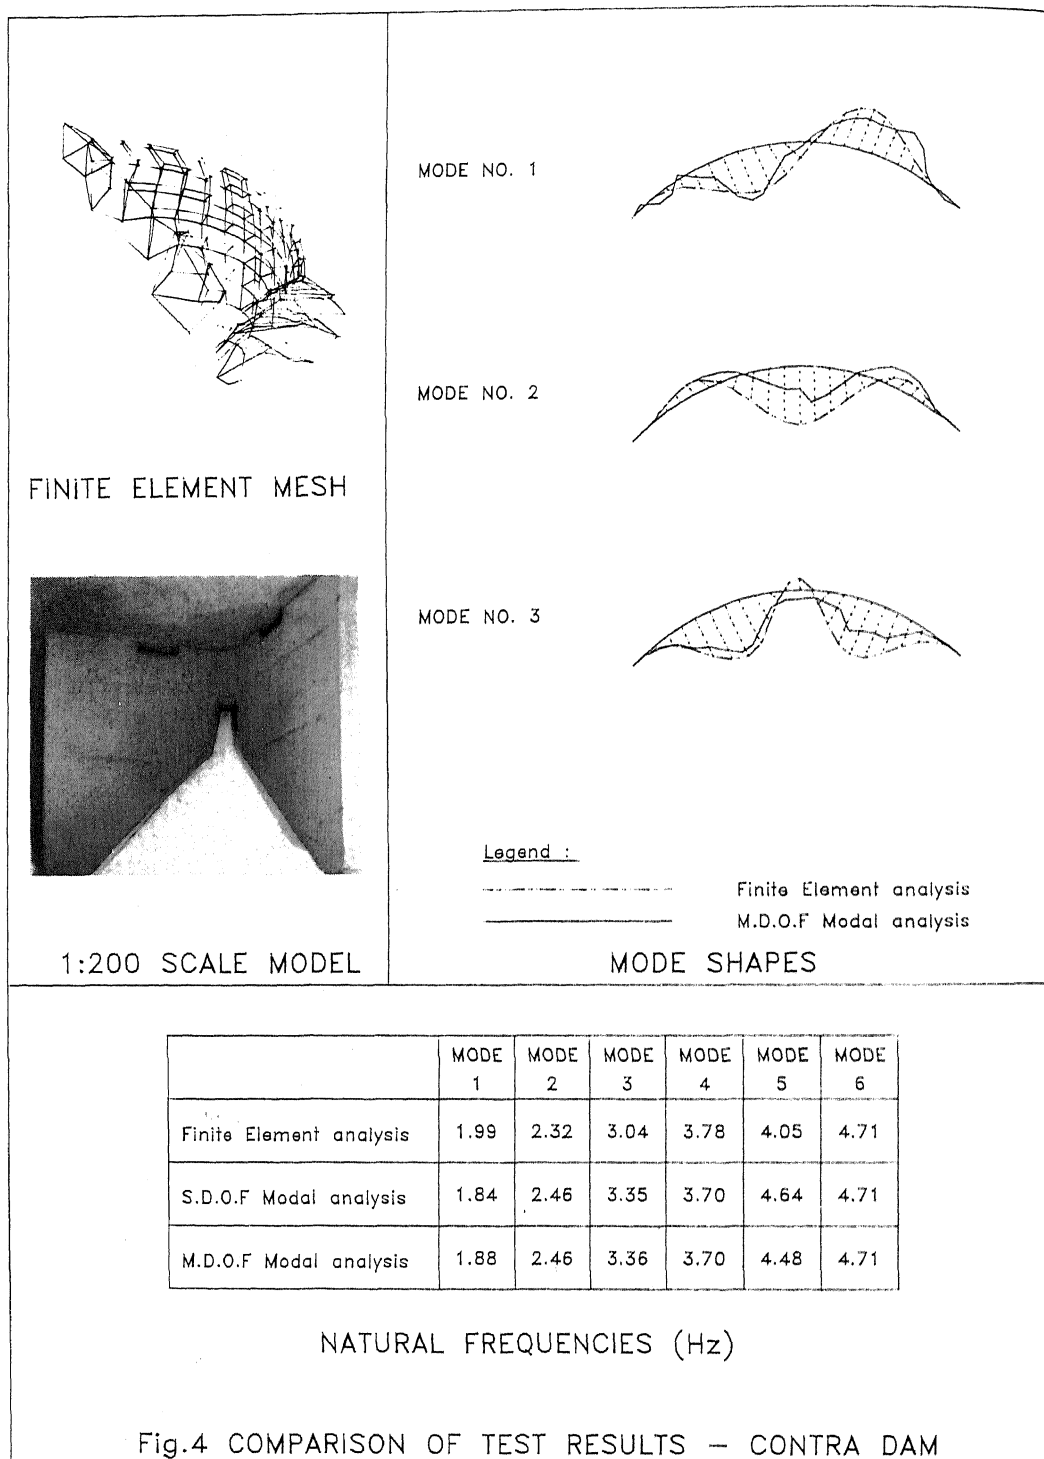 MODE NO. 1
MODE NO. 2
FINITE ELEMENT MESH
MODE NO. 3
Legend :
Finite Element analysis
M.D.O.F Modal analysis
1:200 SCALE MODEL
MODE SHAPES
MODE 1 MODE 2 MODE 3 MODE 4 MODE 5 MODE 6
Finite Element analysis 1.99 2.32 3.04 3.78 4.05 4.71
S.D.O.F Modal analysis 1.84 2.46 3.35 3.70 4.64 4.71
M.D.O.F Modal analysis 1.88 2.46 3.36 3.70 4.48 4.71
NATURAL FREQUENCIES (Hz)
Fig.4 COMPARISON OF TEST RESULTS — CONTRA DAM